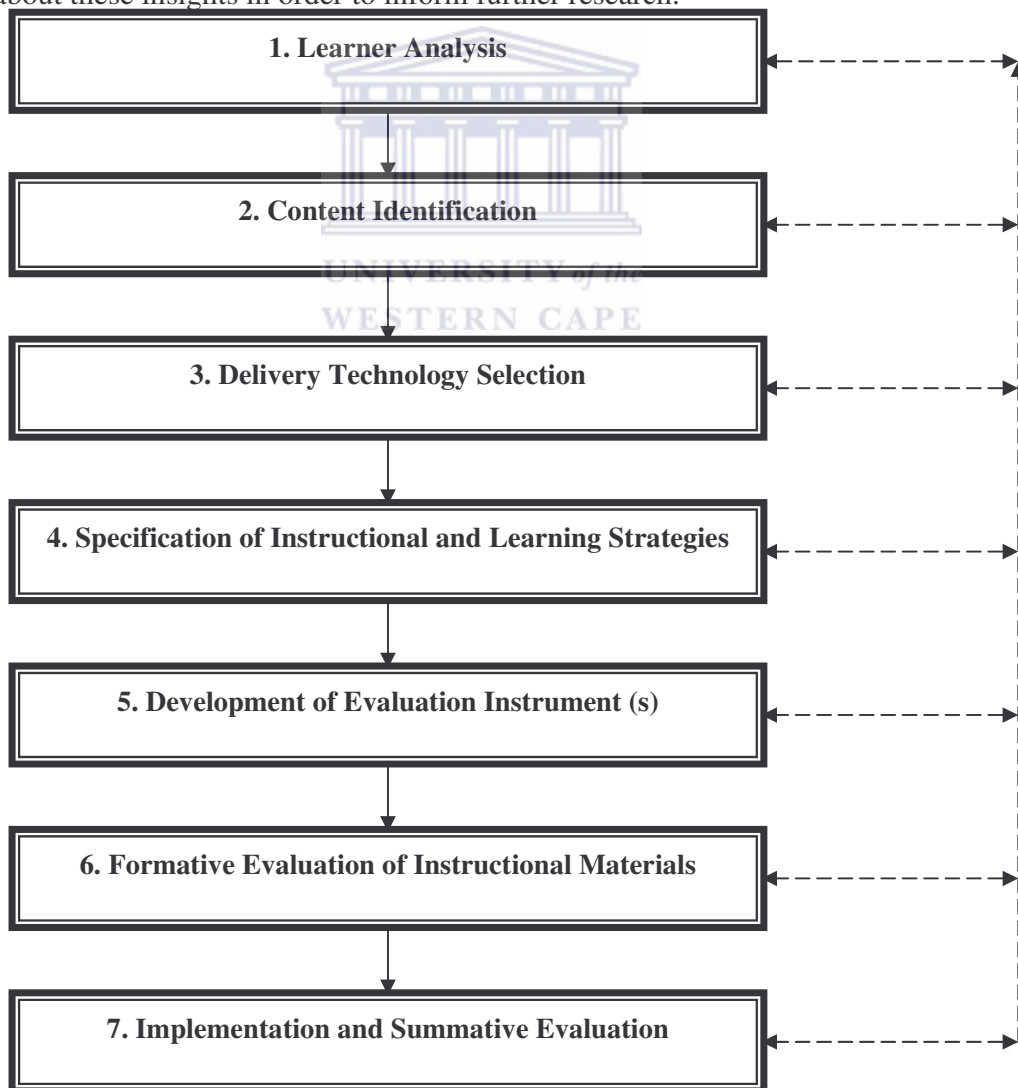 about these insights in order to inform further research.
1. Learner Analysis
2. Content Identification
UNIVERSITY of the
WESTERN CAPE
3. Delivery Technology Selection
4. Specification of Instructional and Learning Strategies
5. Development of Evaluation Instrument (s)
6. Formative Evaluation of Instructional Materials
7. Implementation and Summative Evaluation